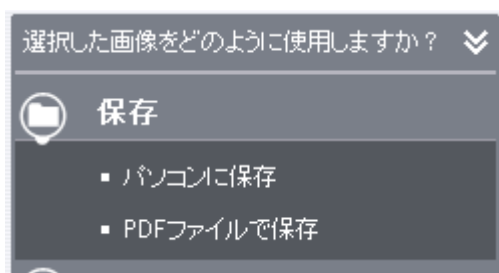 選択した画像をどのように使用しますか？
保存
パソコンに保存
PDFファイルで保存